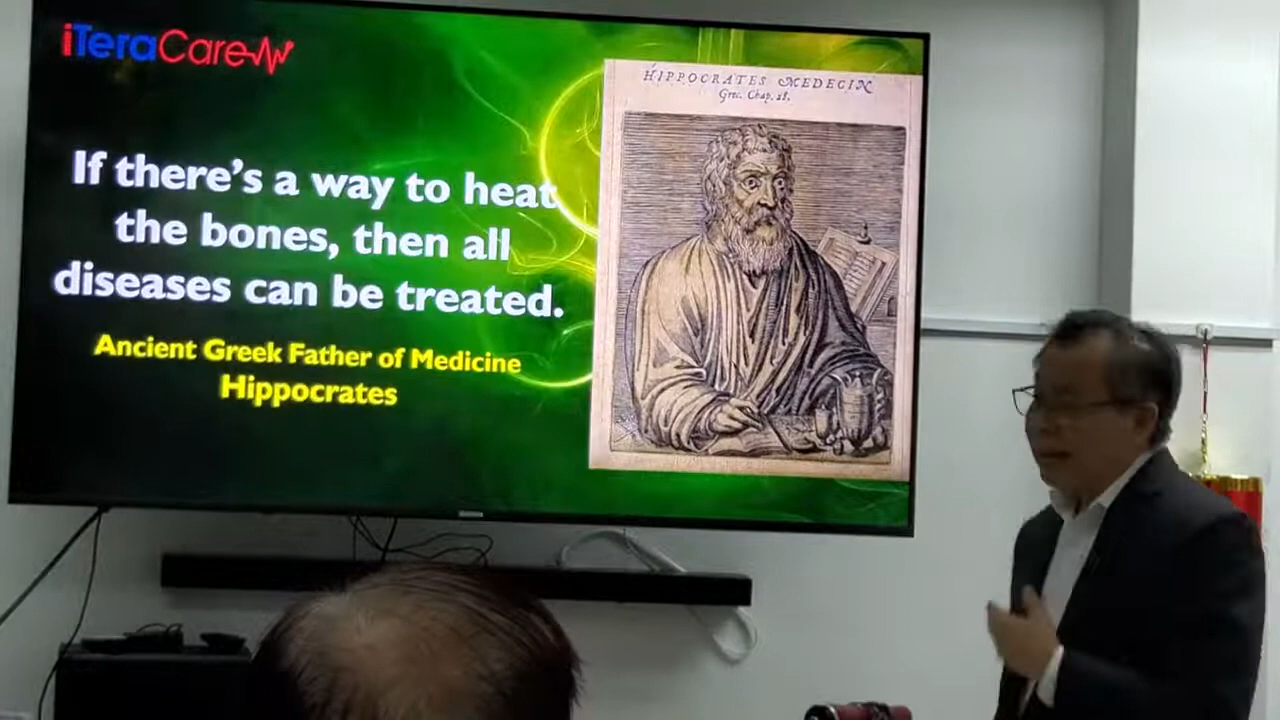 iTeraCare
If there's a way to heat
the bones, then all
diseases can be treated.
Ancient Greek Father of Medicine
Hippocrates
HIPPOCRATES MEDECIN
Grec. Chap. 28.